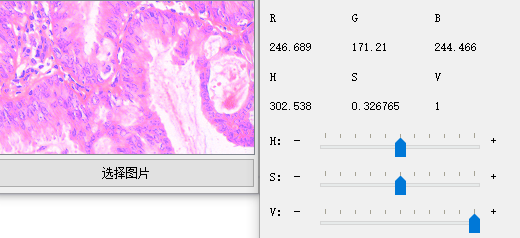 R G B
246.689 171.21 244.466
H S V
302.538 0.326765 1
H: − +
S: − +
V: − +
选择图片